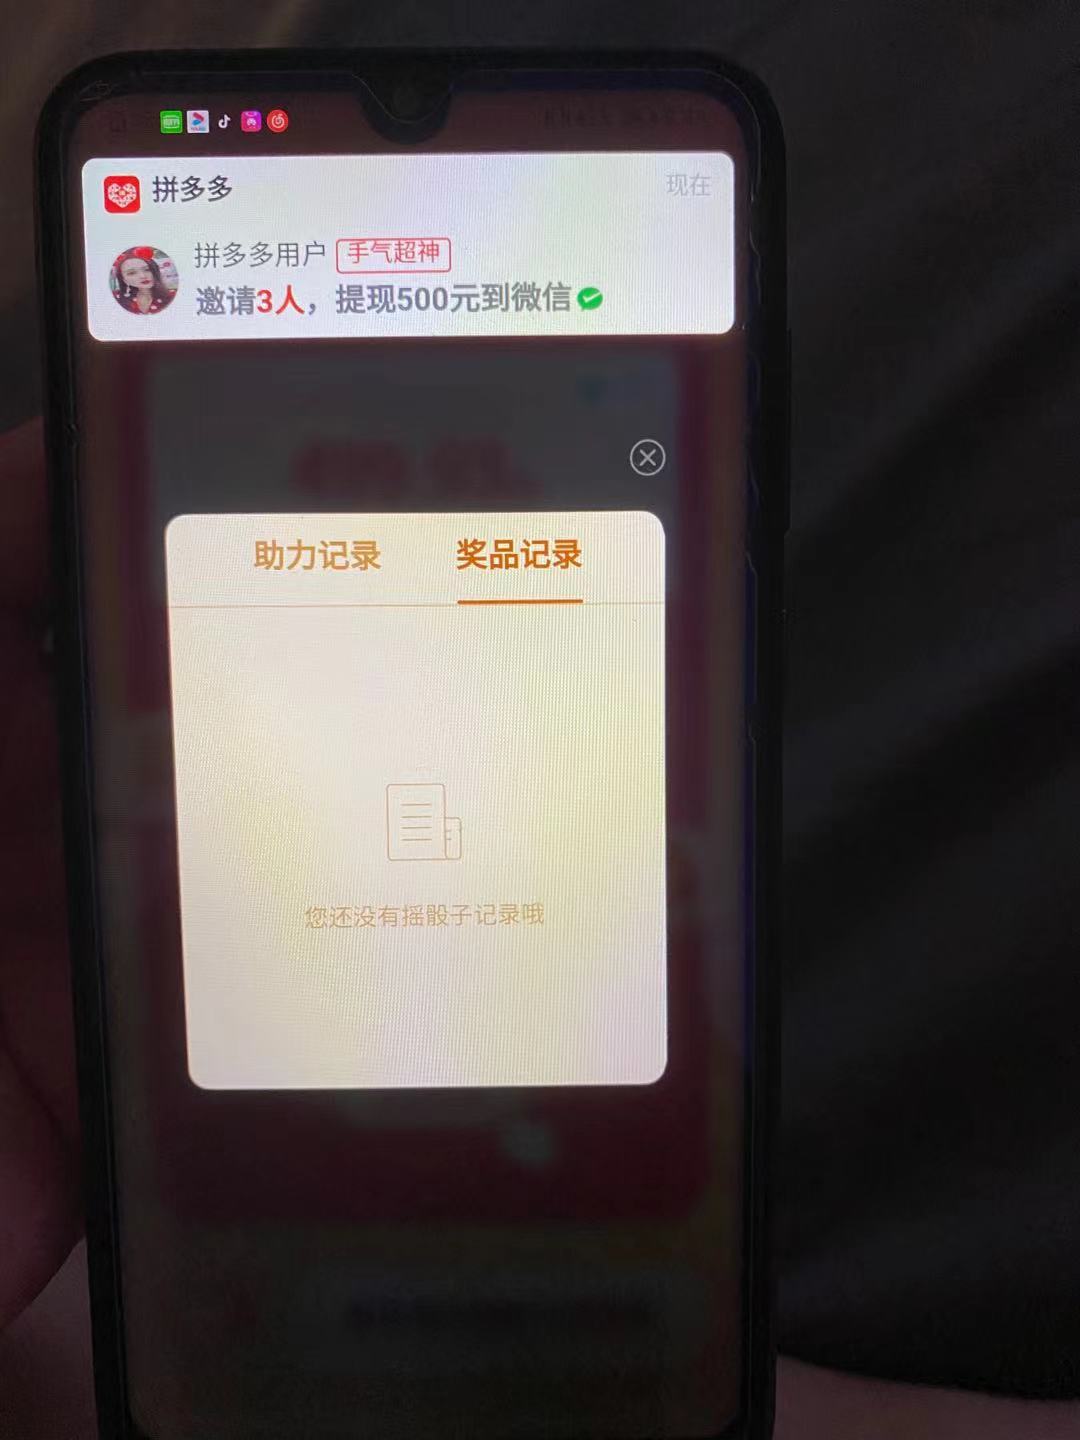 拼多多
现在
拼多多用户 手气超神
邀请3人，提现500元到微信
助力记录
奖品记录
您还没有摇骰子记录哦